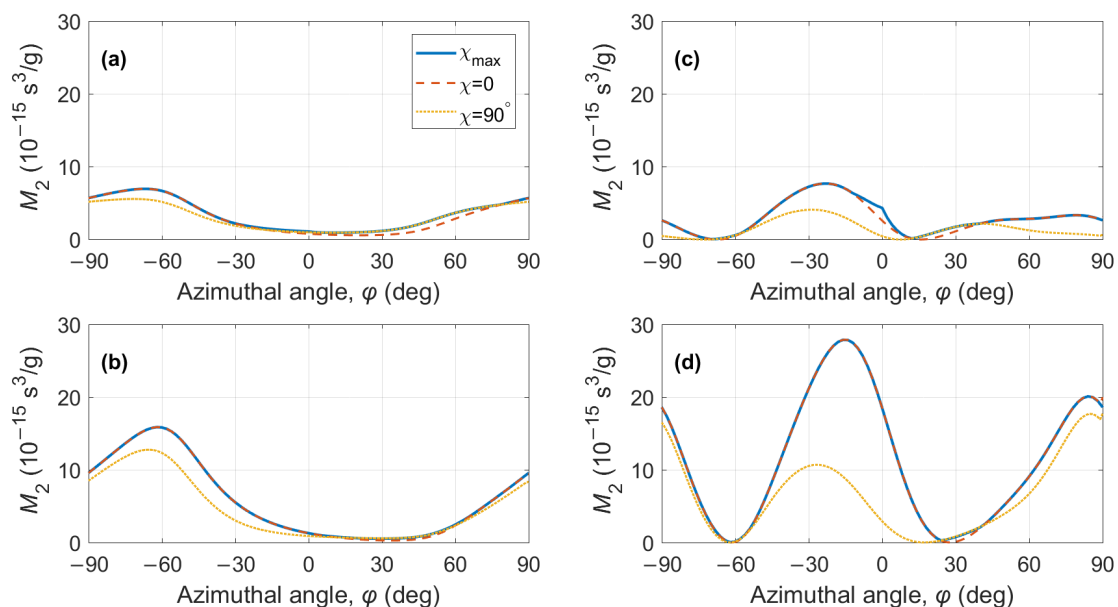 (a)
χmax
χ=0
χ=90°
M2 (10−15 s3/g)
30
20
10
0
−90 −60 −30 0 30 60 90
Azimuthal angle, φ (deg)
(c)
M2 (10−15 s3/g)
30
20
10
0
−90 −60 −30 0 30 60 90
Azimuthal angle, φ (deg)
(b)
M2 (10−15 s3/g)
30
20
10
0
−90 −60 −30 0 30 60 90
Azimuthal angle, φ (deg)
(d)
M2 (10−15 s3/g)
30
20
10
0
−90 −60 −30 0 30 60 90
Azimuthal angle, φ (deg)